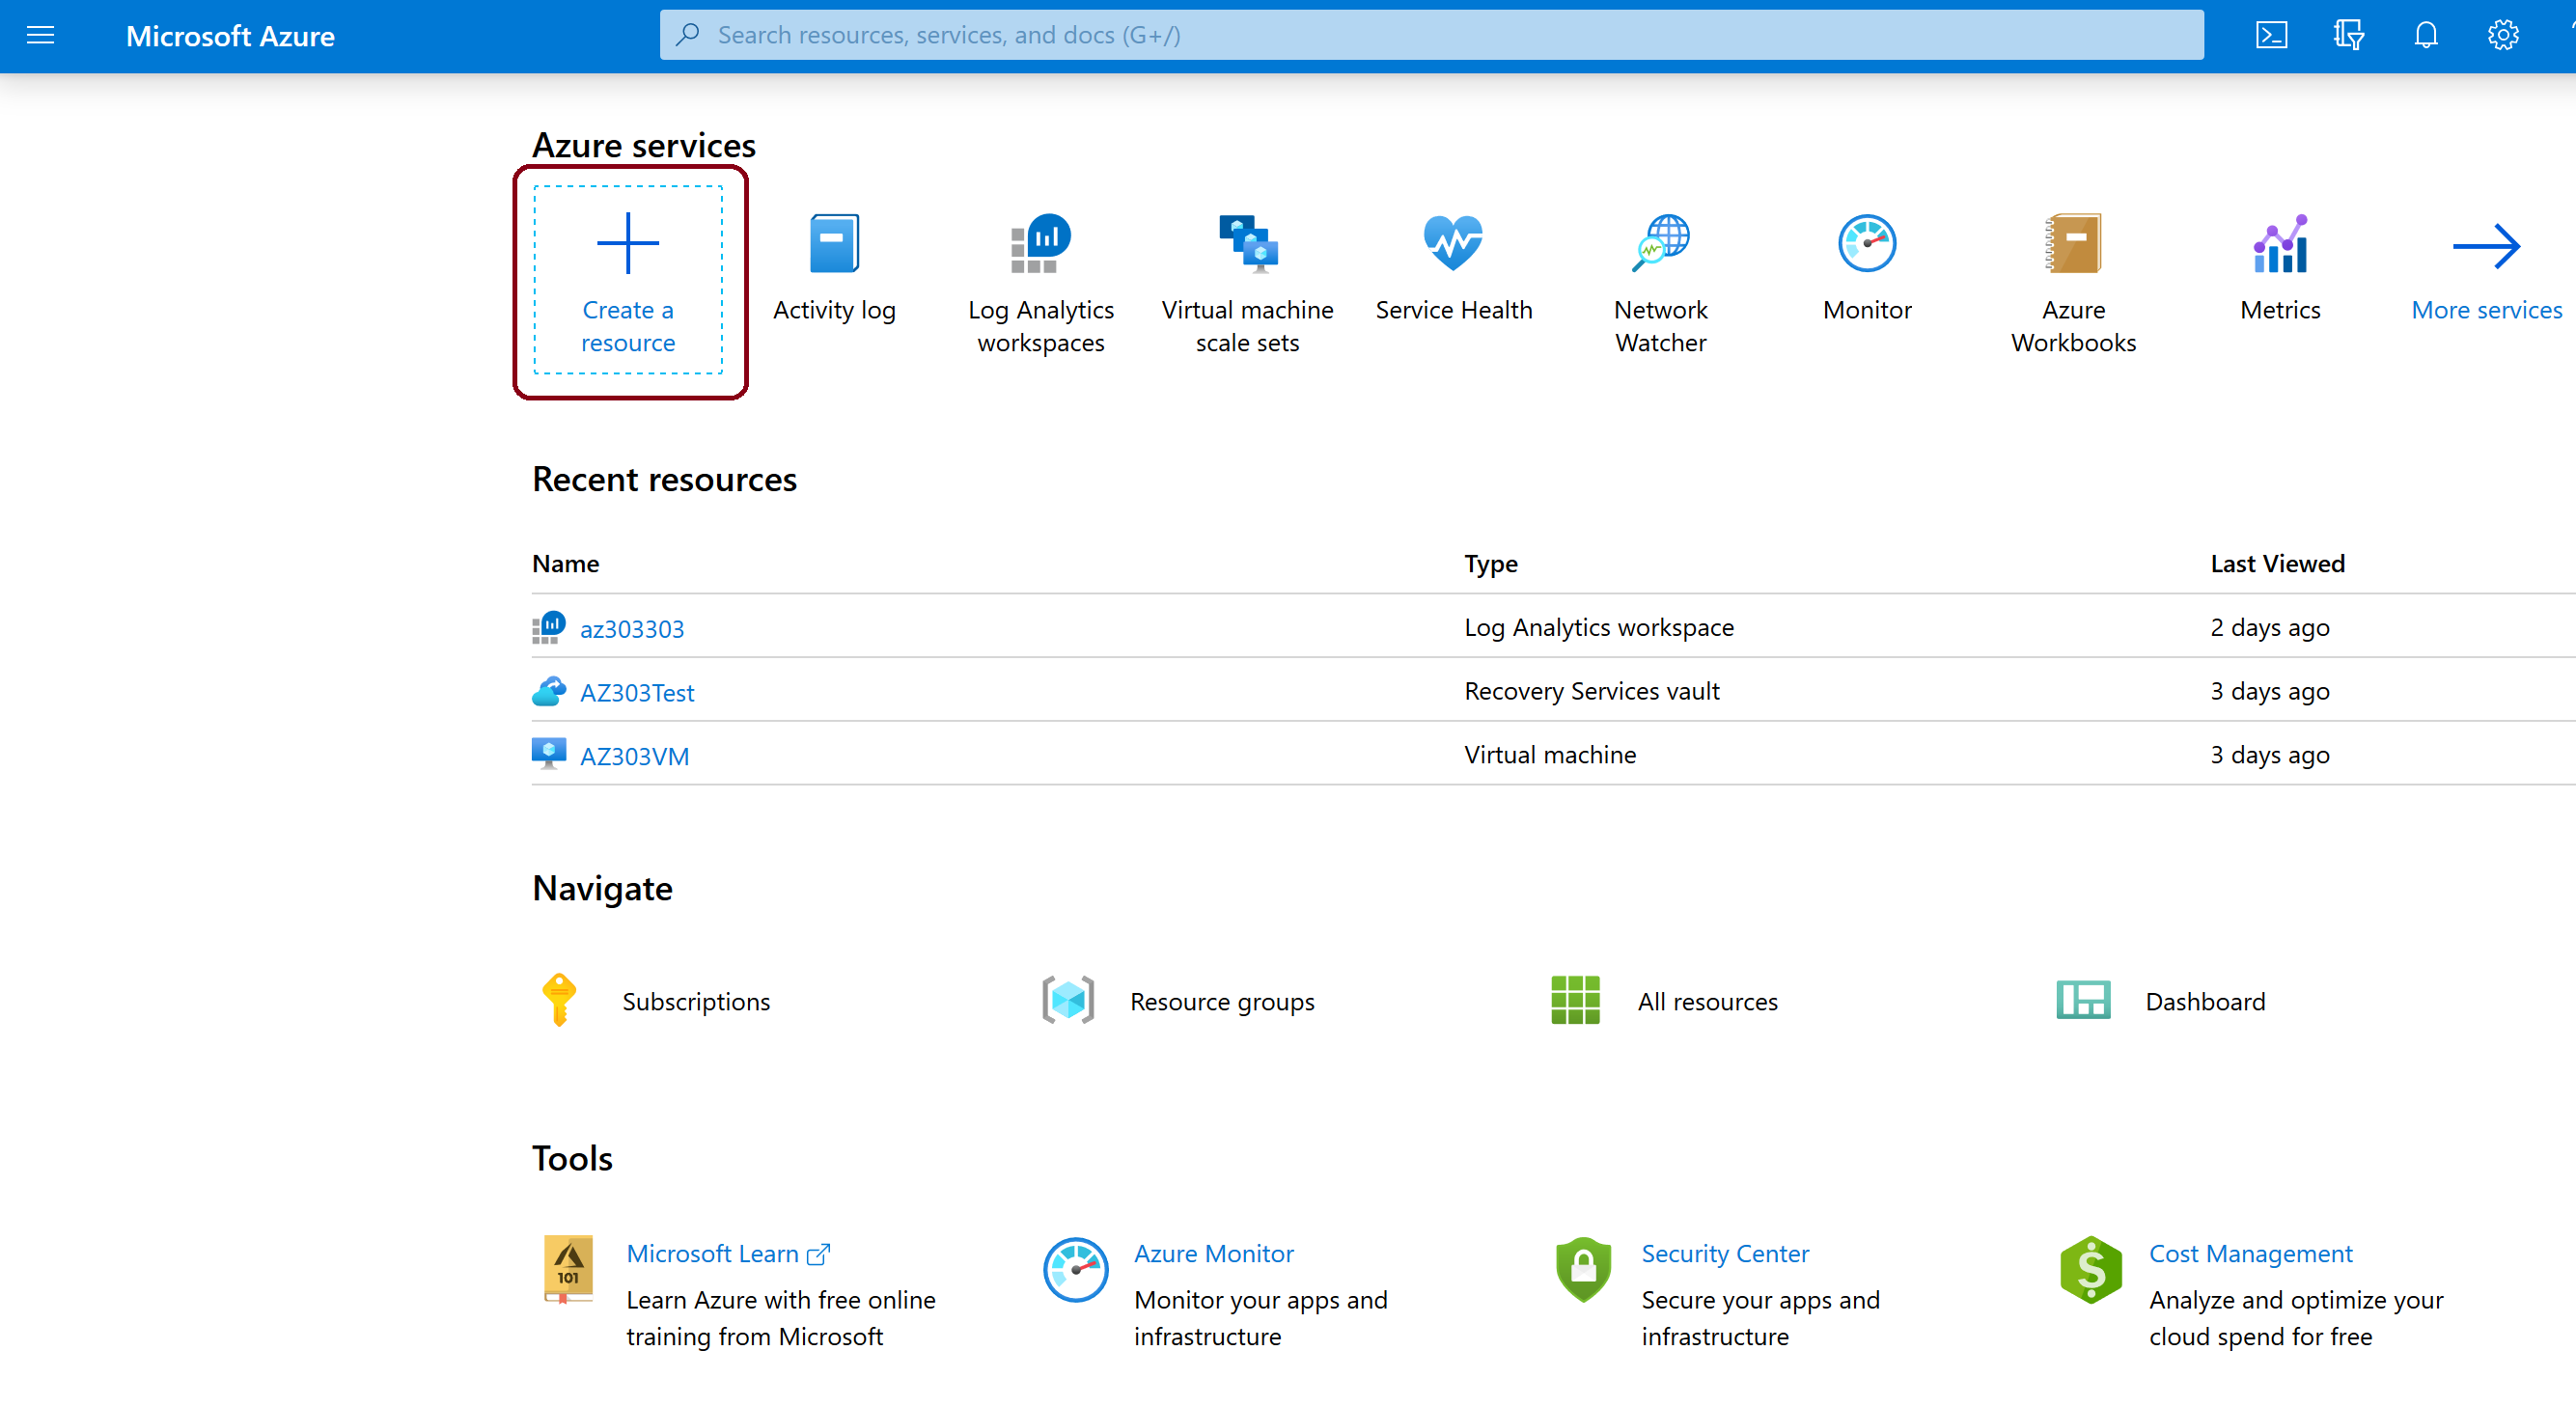 Microsoft Azure
Search resources, services, and docs (G+/)
Azure services
Create a
resource
Activity log
Log Analytics
workspaces
Virtual machine
scale sets
Service Health
Network
Watcher
Monitor
Azure
Workbooks
Metrics
More services
Recent resources
Name Type Last Viewed
az303303 Log Analytics workspace 2 days ago
AZ303Test Recovery Services vault 3 days ago
AZ303VM Virtual machine 3 days ago
Navigate
Subscriptions Resource groups All resources Dashboard
Tools
101
Microsoft Learn
Learn Azure with free online
training from Microsoft
Azure Monitor
Monitor your apps and
infrastructure
Security Center
Secure your apps and
infrastructure
Cost Management
Analyze and optimize your
cloud spend for free